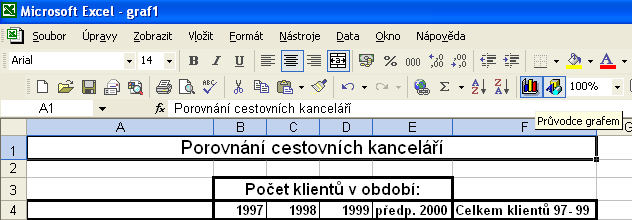 Microsoft Excel - graf1
Soubor Úpravy Zobrazit Vložit Formát Nástroje Data Okno Nápověda
Arial 14 B I U % 000
ABC Σ 100%
A1 fx Porovnání cestovních kanceláří
Průvodce grafem
A B C D E F G
1 Porovnání cestovních kanceláří
2
3 Počet klientů v období:
4 1997 1998 1999 předp. 2000 Celkem klientů 97- 99